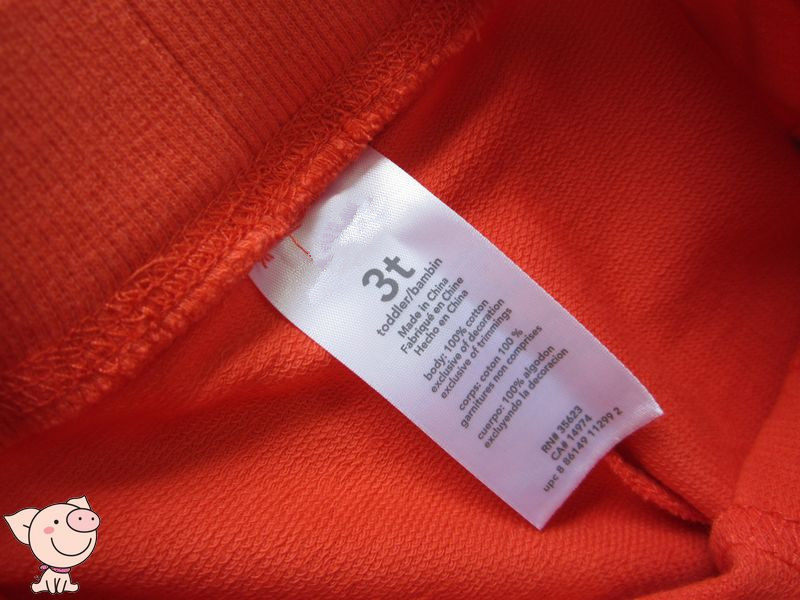 3t
toddler/bambin
Made in China
Fabriqué en Chine
Hecho en China
body: 100% cotton
exclusive of decoration
exclusive of trimmings
corps: coton 100 %
garnitures non comprises
cuerpo: 100% algodon
excluyendo la decoracion
RN# 35623
CA# 14974
upc 8 86149 11299 2